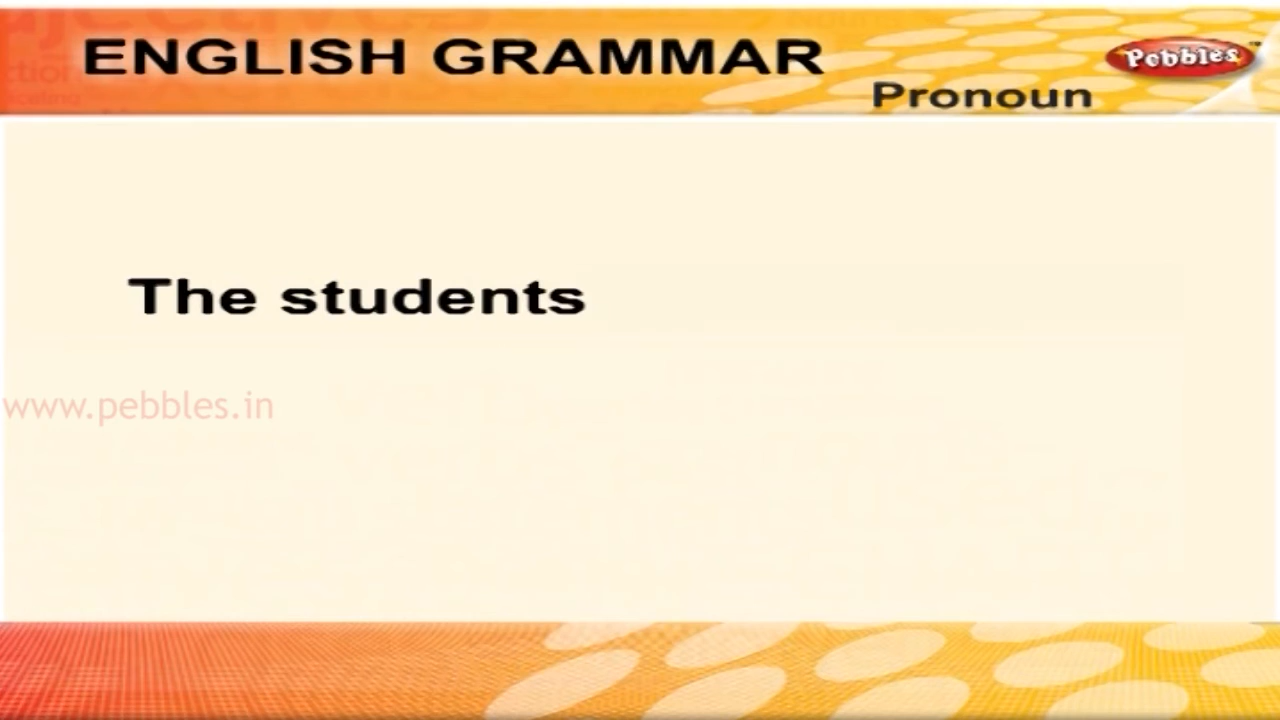 ENGLISH GRAMMAR
Pebbles
Pronoun
The students
www.pebbles.in